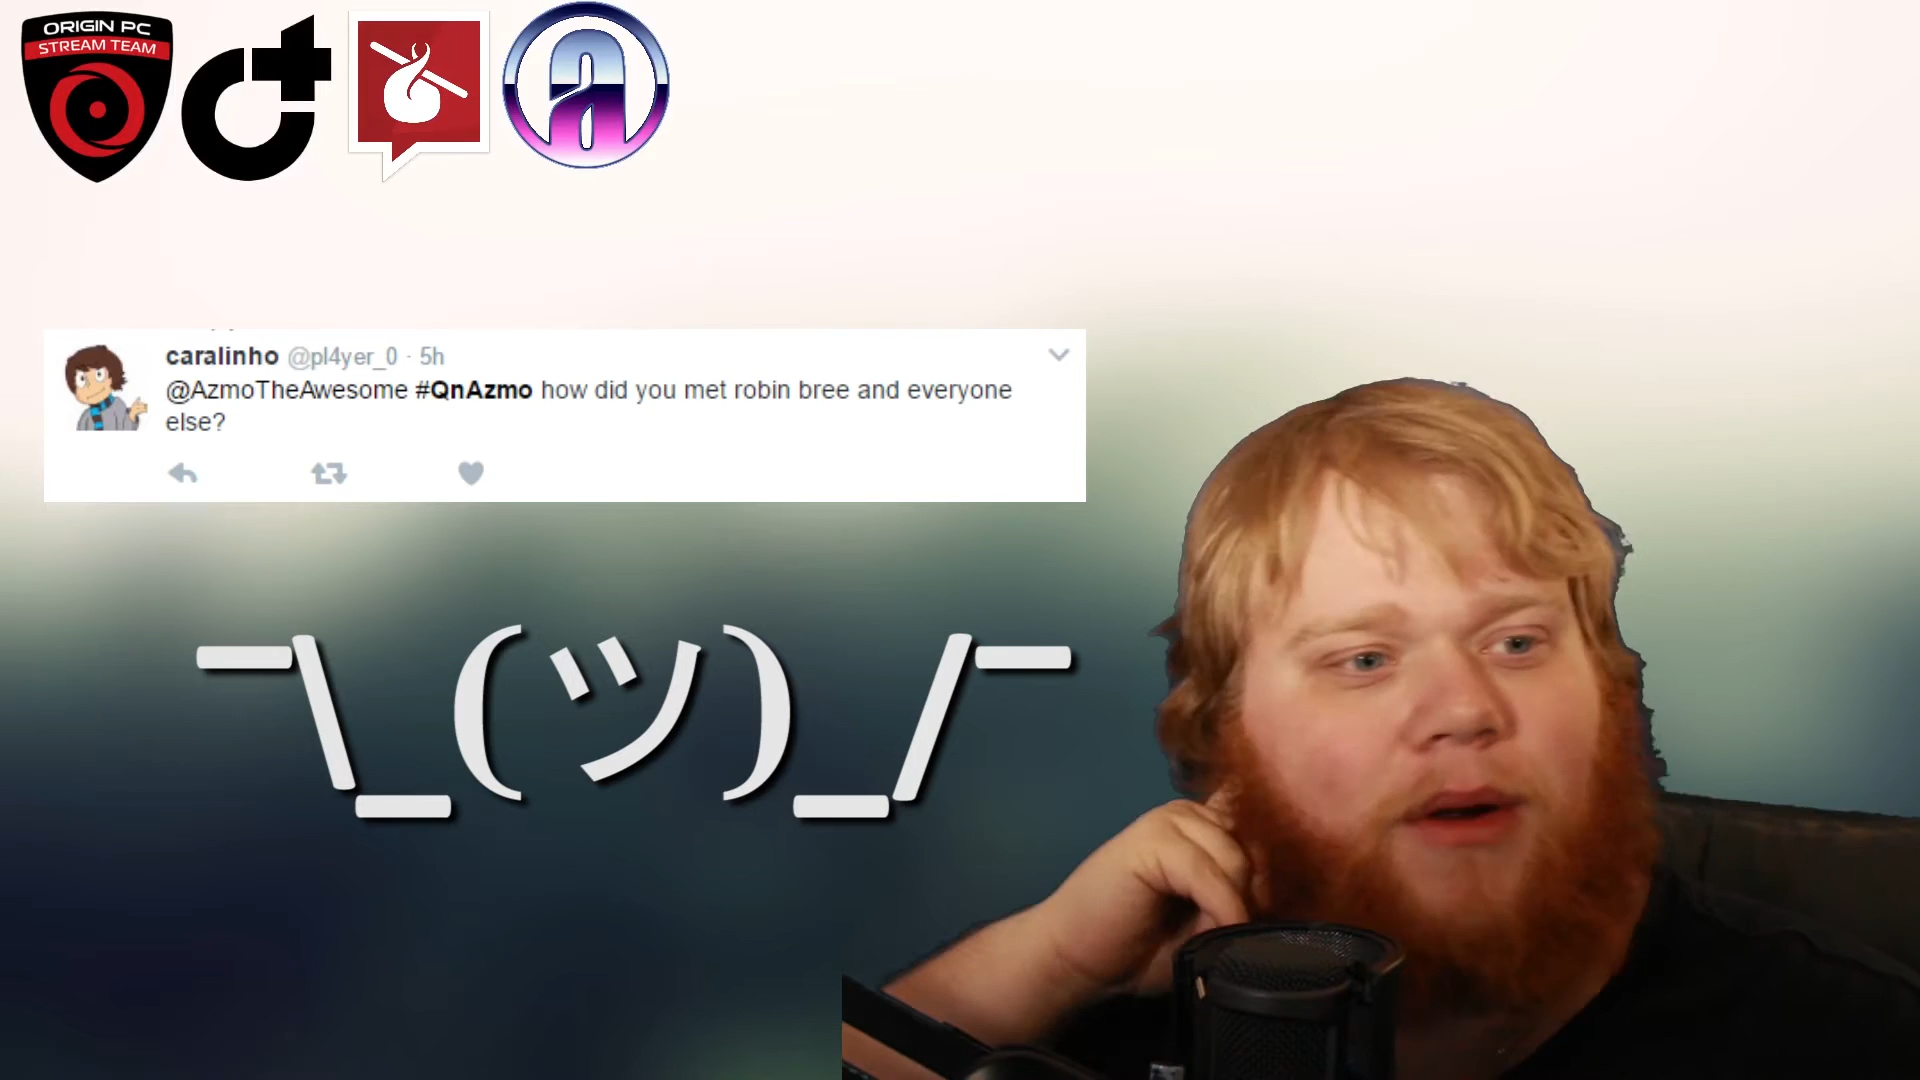 ORIGIN PC
STREAM TEAM
caralinho @pl4yer_0 · 5h
@AzmoTheAwesome #QnAzmo how did you met robin bree and everyone
else?
¯\_(ツ)_/¯